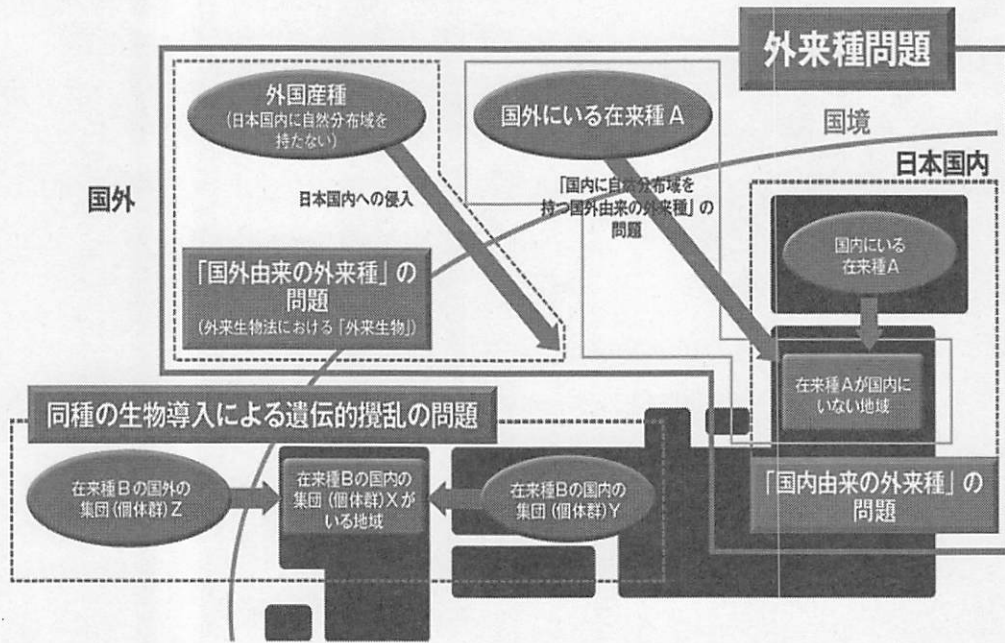 外来種問題
外国産種
(日本国内に自然分布域を
持たない)
国外にいる在来種A
国境
日本国内
国外
日本国内への侵入
「国内に自然分布域を
持つ国外由来の外来種」の
問題
国内にいる
在来種A
「国外由来の外来種」の
問題
(外来生物法における「外来生物」)
在来種Aが国内に
いない地域
同種の生物導入による遺伝的攪乱の問題
在来種Bの国外の
集団(個体群)Z
在来種Bの国内の
集団(個体群)Xが
いる地域
在来種Bの国内の
集団(個体群)Y
「国内由来の外来種」の
問題